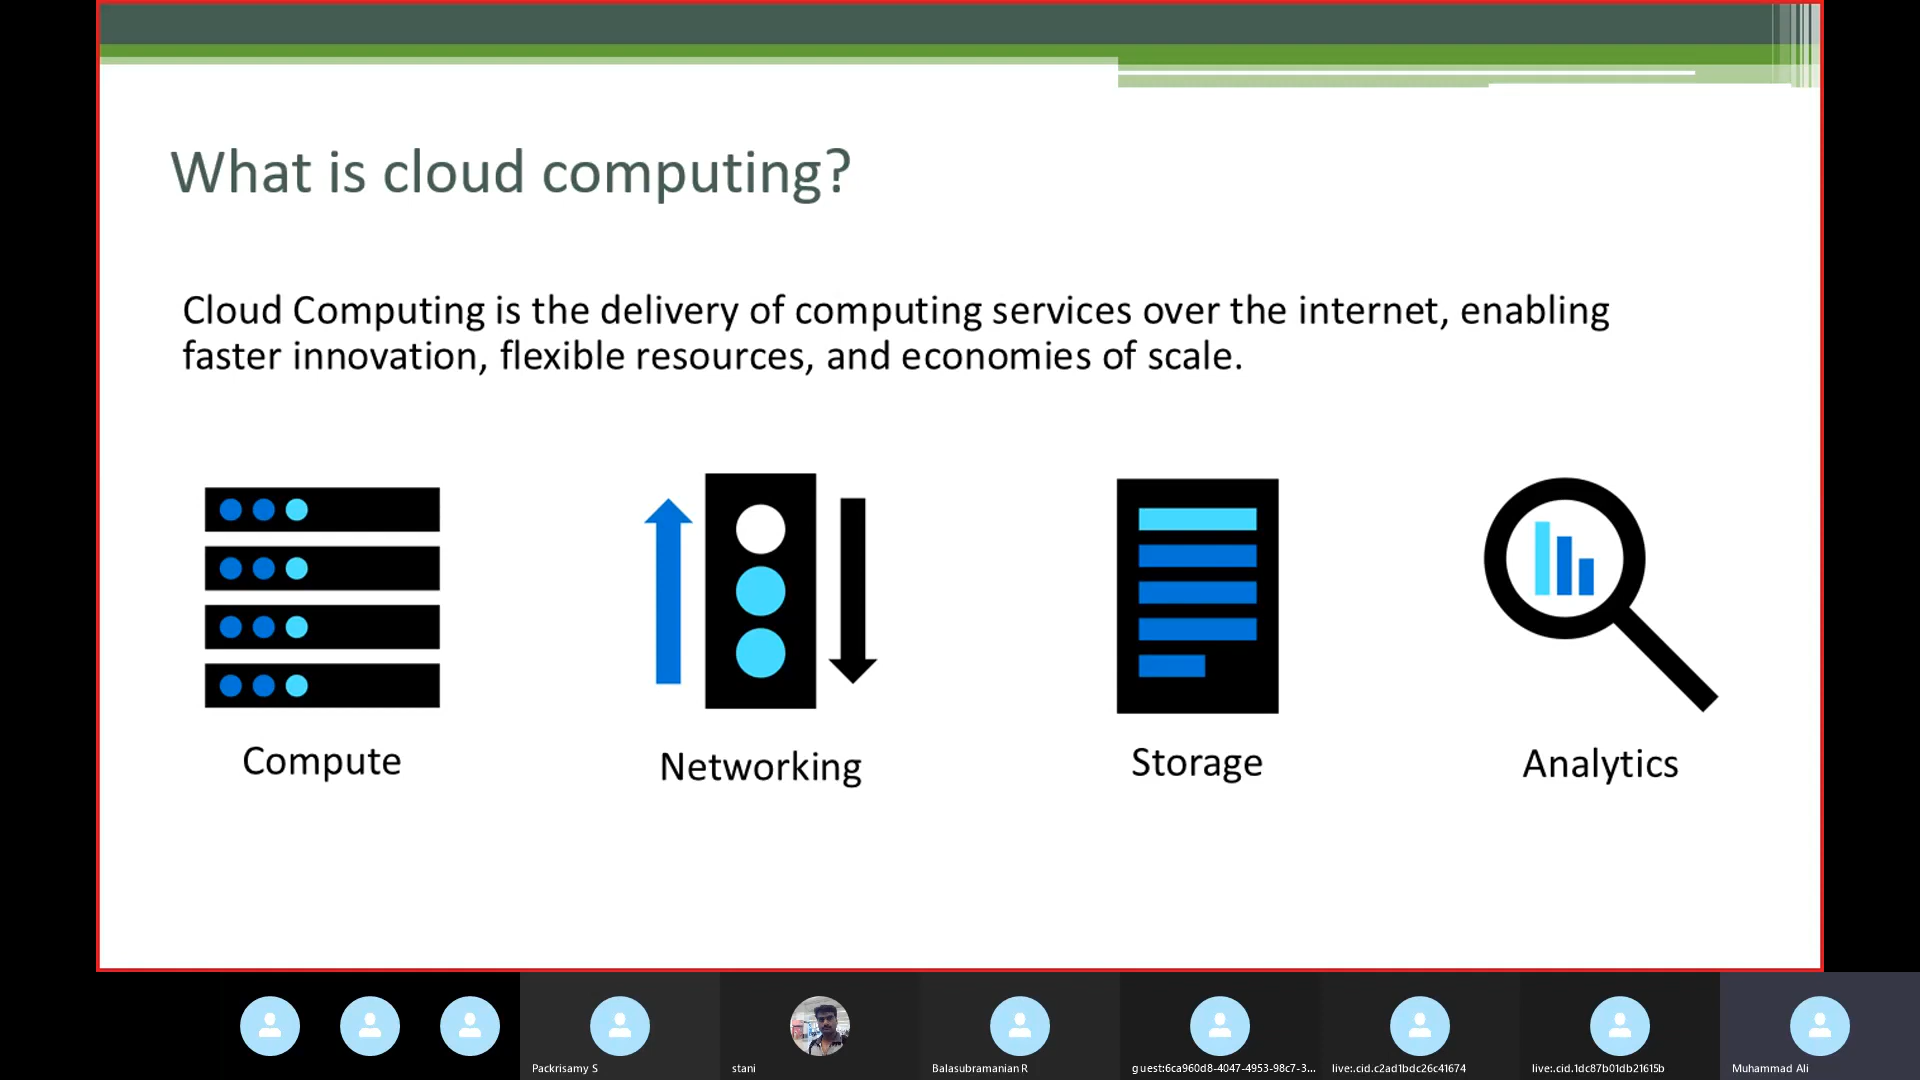 What is cloud computing?
Cloud Computing is the delivery of computing services over the internet, enabling
faster innovation, flexible resources, and economies of scale.
Compute
Networking
Storage
Analytics
Packrisamy S
stani
Balasubramanian R
guest:6ca960d8-4047-4953-98c7-3...
live:.cid.c2ad1bdc26c41674
live:.cid.1dc87b01db21615b
Muhammad Ali